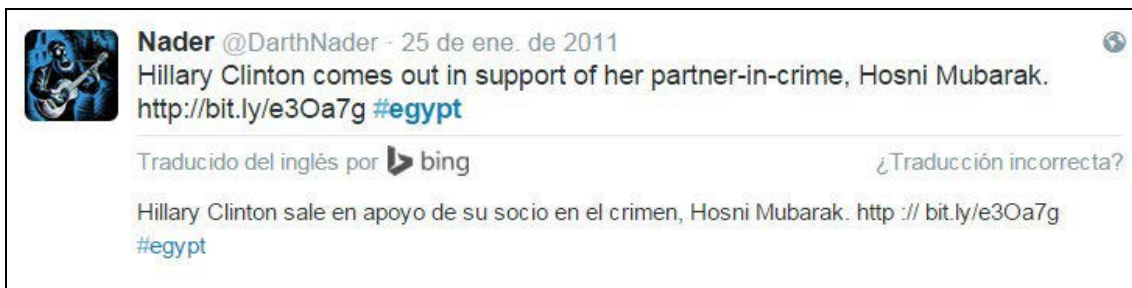 Nader @DarthNader · 25 de ene. de 2011
Hillary Clinton comes out in support of her partner-in-crime, Hosni Mubarak.
http://bit.ly/e3Oa7g #egypt
Traducido del inglés por bing ¿Traducción incorrecta?
Hillary Clinton sale en apoyo de su socio en el crimen, Hosni Mubarak. http :// bit.ly/e3Oa7g
#egypt